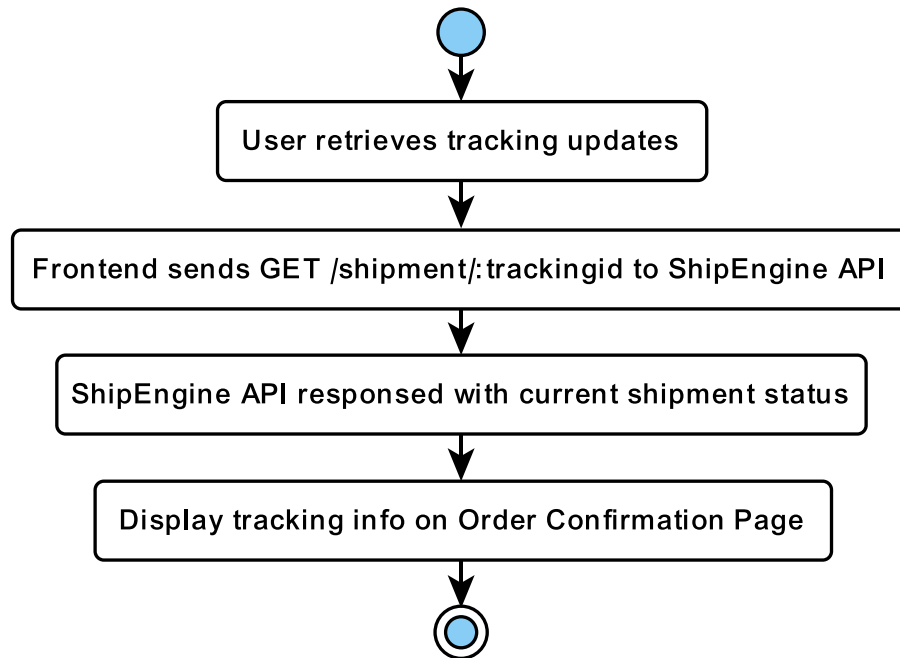 User retrieves tracking updates
Frontend sends GET /shipment/:trackingid to ShipEngine API
ShipEngine API responsed with current shipment status
Display tracking info on Order Confirmation Page